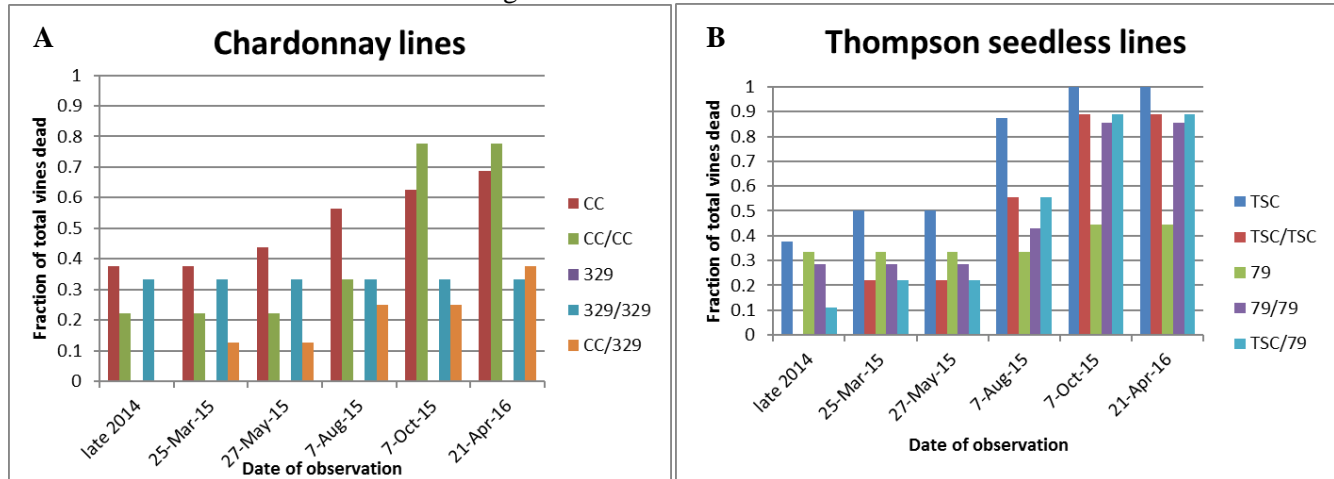 A
Chardonnay lines
Fraction of total vines dead
1
0.9
0.8
0.7
0.6
0.5
0.4
0.3
0.2
0.1
0
late 2014
25-Mar-15
27-May-15
7-Aug-15
7-Oct-15
21-Apr-16
Date of observation
CC
CC/CC
329
329/329
CC/329
B
Thompson seedless lines
Fraction of total vines dead
1
0.9
0.8
0.7
0.6
0.5
0.4
0.3
0.2
0.1
0
late 2014
25-Mar-15
27-May-15
7-Aug-15
7-Oct-15
21-Apr-16
Date of observation
TSC
TSC/TSC
79
79/79
TSC/79